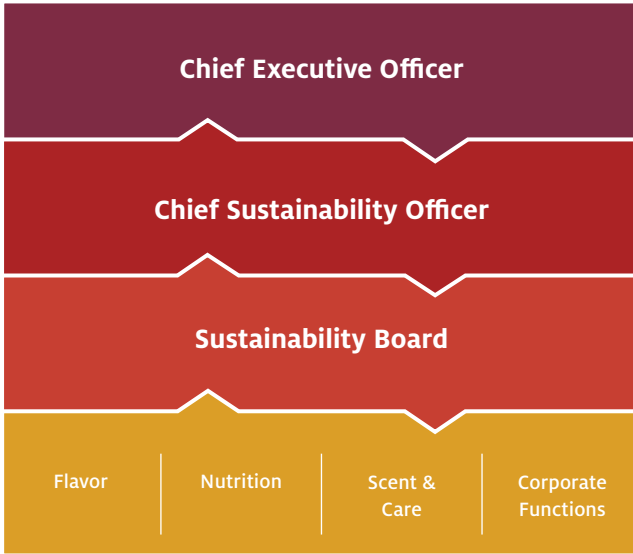 Chief Executive Officer
Chief Sustainability Officer
Sustainability Board
Flavor
Nutrition
Scent &
Care
Corporate
Functions